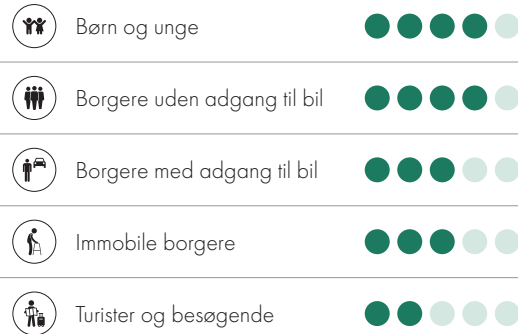 Børn og unge
Borgere uden adgang til bil
Borgere med adgang til bil
Immobile borgere
Turister og besøgende